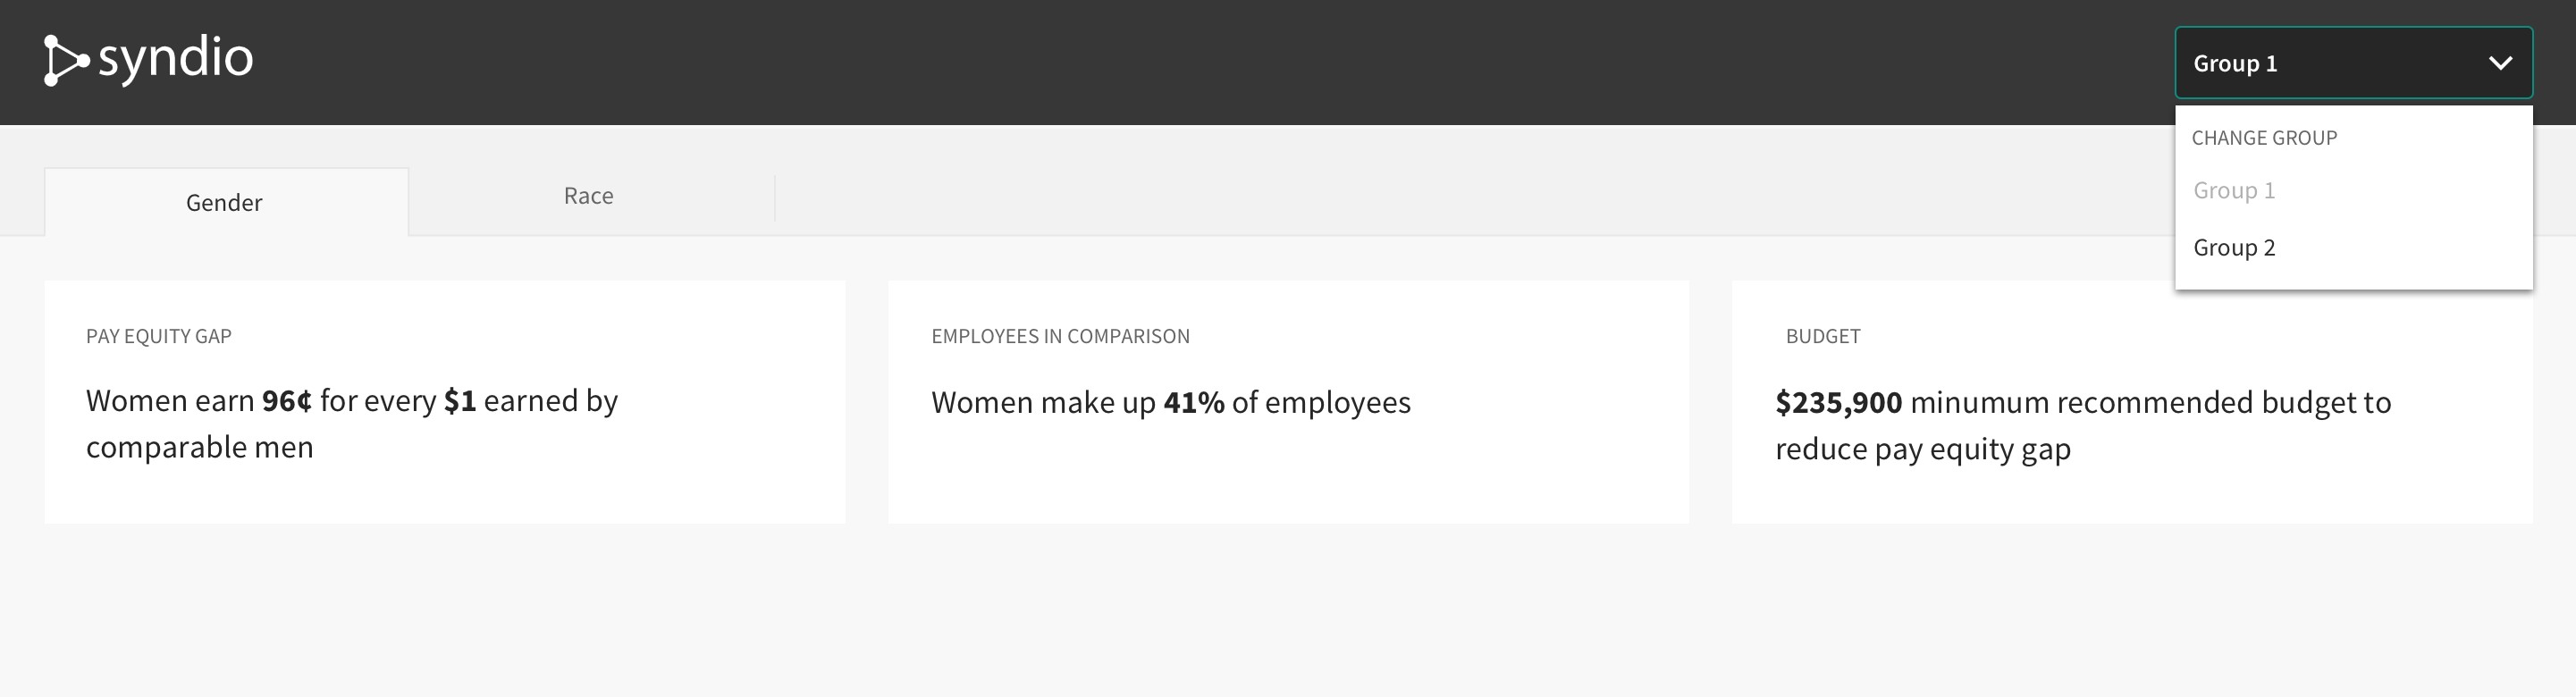 syndio
Group 1
CHANGE GROUP
Group 1
Group 2
Gender
Race
PAY EQUITY GAP
Women earn 96¢ for every $1 earned by
comparable men
EMPLOYEES IN COMPARISON
Women make up 41% of employees
BUDGET
$235,900 minumum recommended budget to
reduce pay equity gap